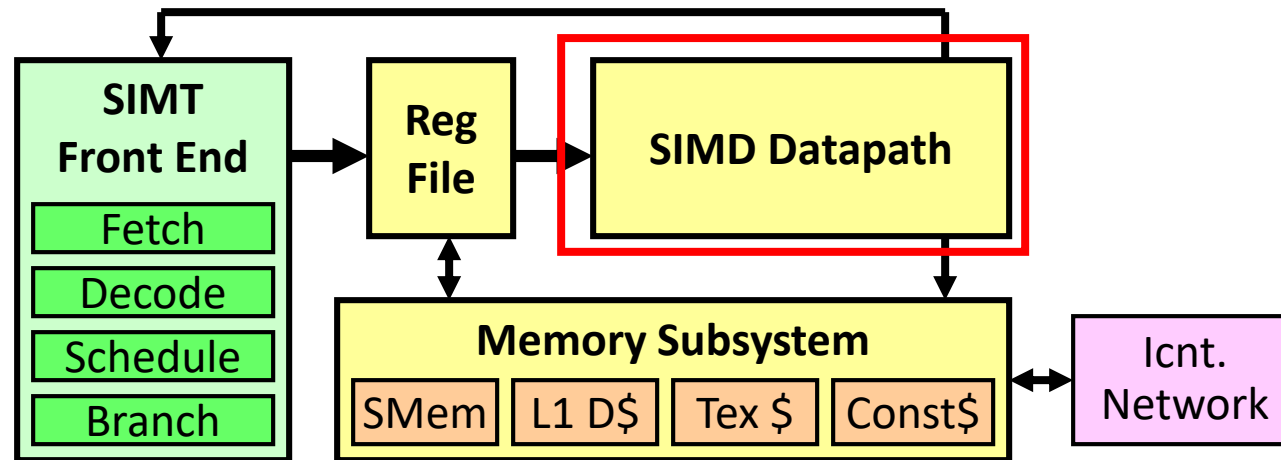 SIMT
Front End
Fetch
Decode
Schedule
Branch
Reg
File
SIMD Datapath
Memory Subsystem
SMem
L1 D$
Tex $
Const$
Icnt.
Network